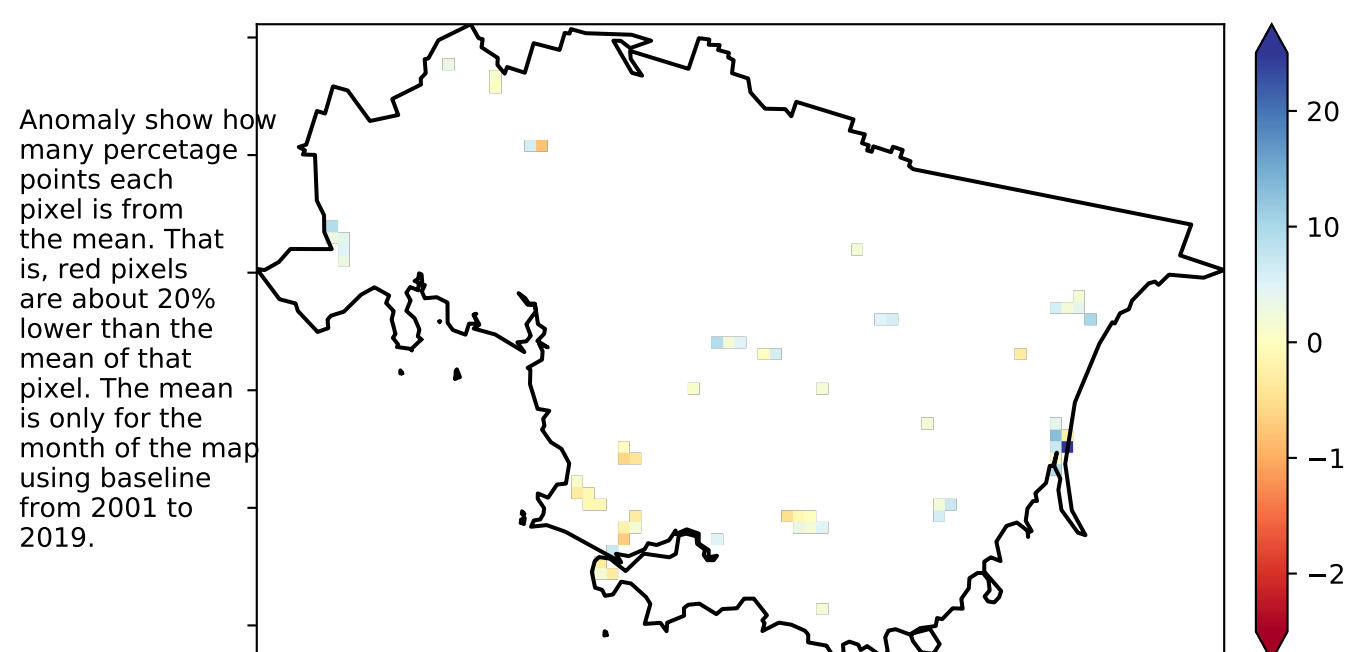 Anomaly show how
many percetage
points each
pixel is from
the mean. That
is, red pixels
are about 20%
lower than the
mean of that
pixel. The mean
is only for the
month of the map
using baseline
from 2001 to
2019.
20
10
0
−1
−2